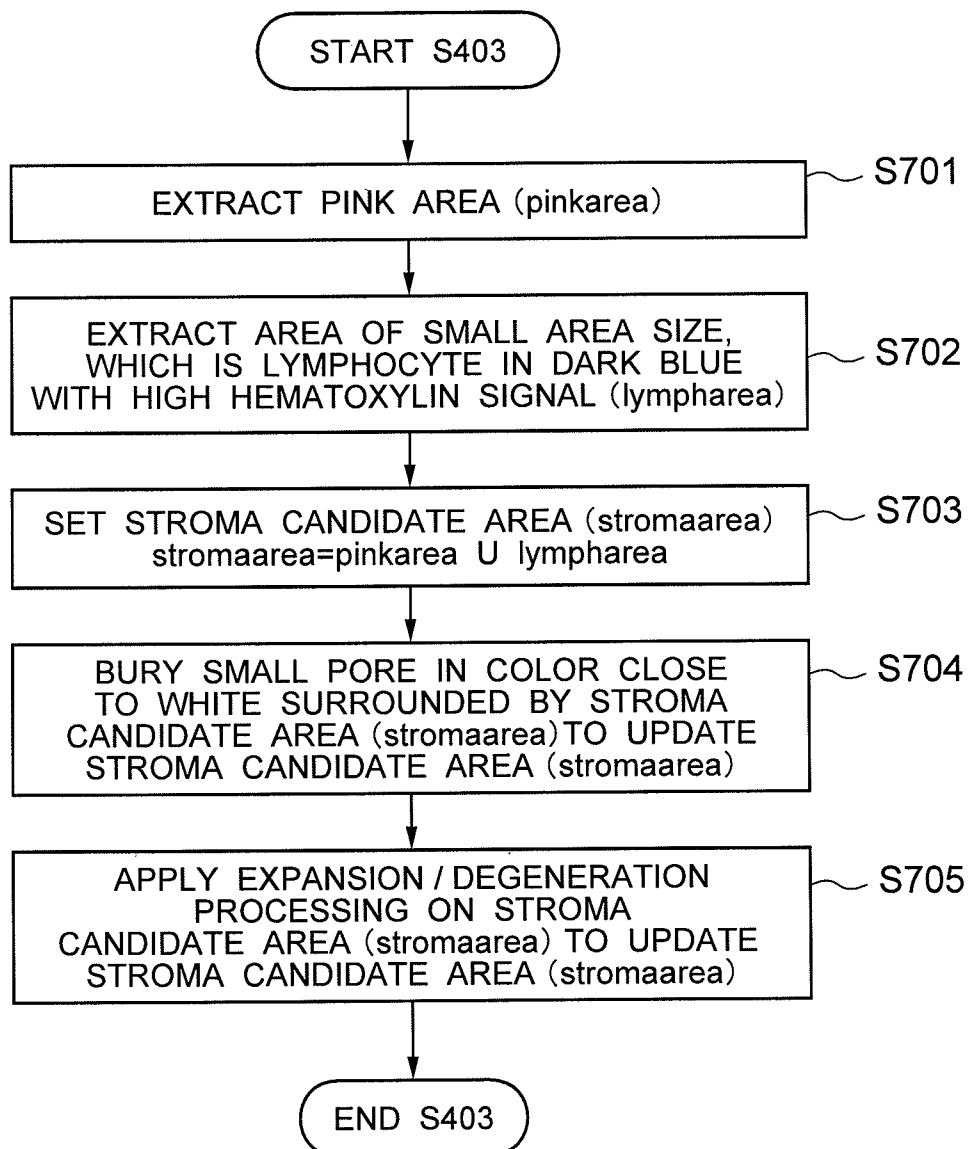 START S403
EXTRACT PINK AREA (pinkarea)
S701
EXTRACT AREA OF SMALL AREA SIZE,
WHICH IS LYMPHOCYTE IN DARK BLUE
WITH HIGH HEMATOXYLIN SIGNAL (lympharea)
S702
SET STROMA CANDIDATE AREA (stromaarea)
stromaarea=pinkarea U lympharea
S703
BURY SMALL PORE IN COLOR CLOSE
TO WHITE SURROUNDED BY STROMA
CANDIDATE AREA (stromaarea) TO UPDATE
STROMA CANDIDATE AREA (stromaarea)
S704
APPLY EXPANSION / DEGENERATION
PROCESSING ON STROMA
CANDIDATE AREA (stromaarea) TO UPDATE
STROMA CANDIDATE AREA (stromaarea)
S705
END S403